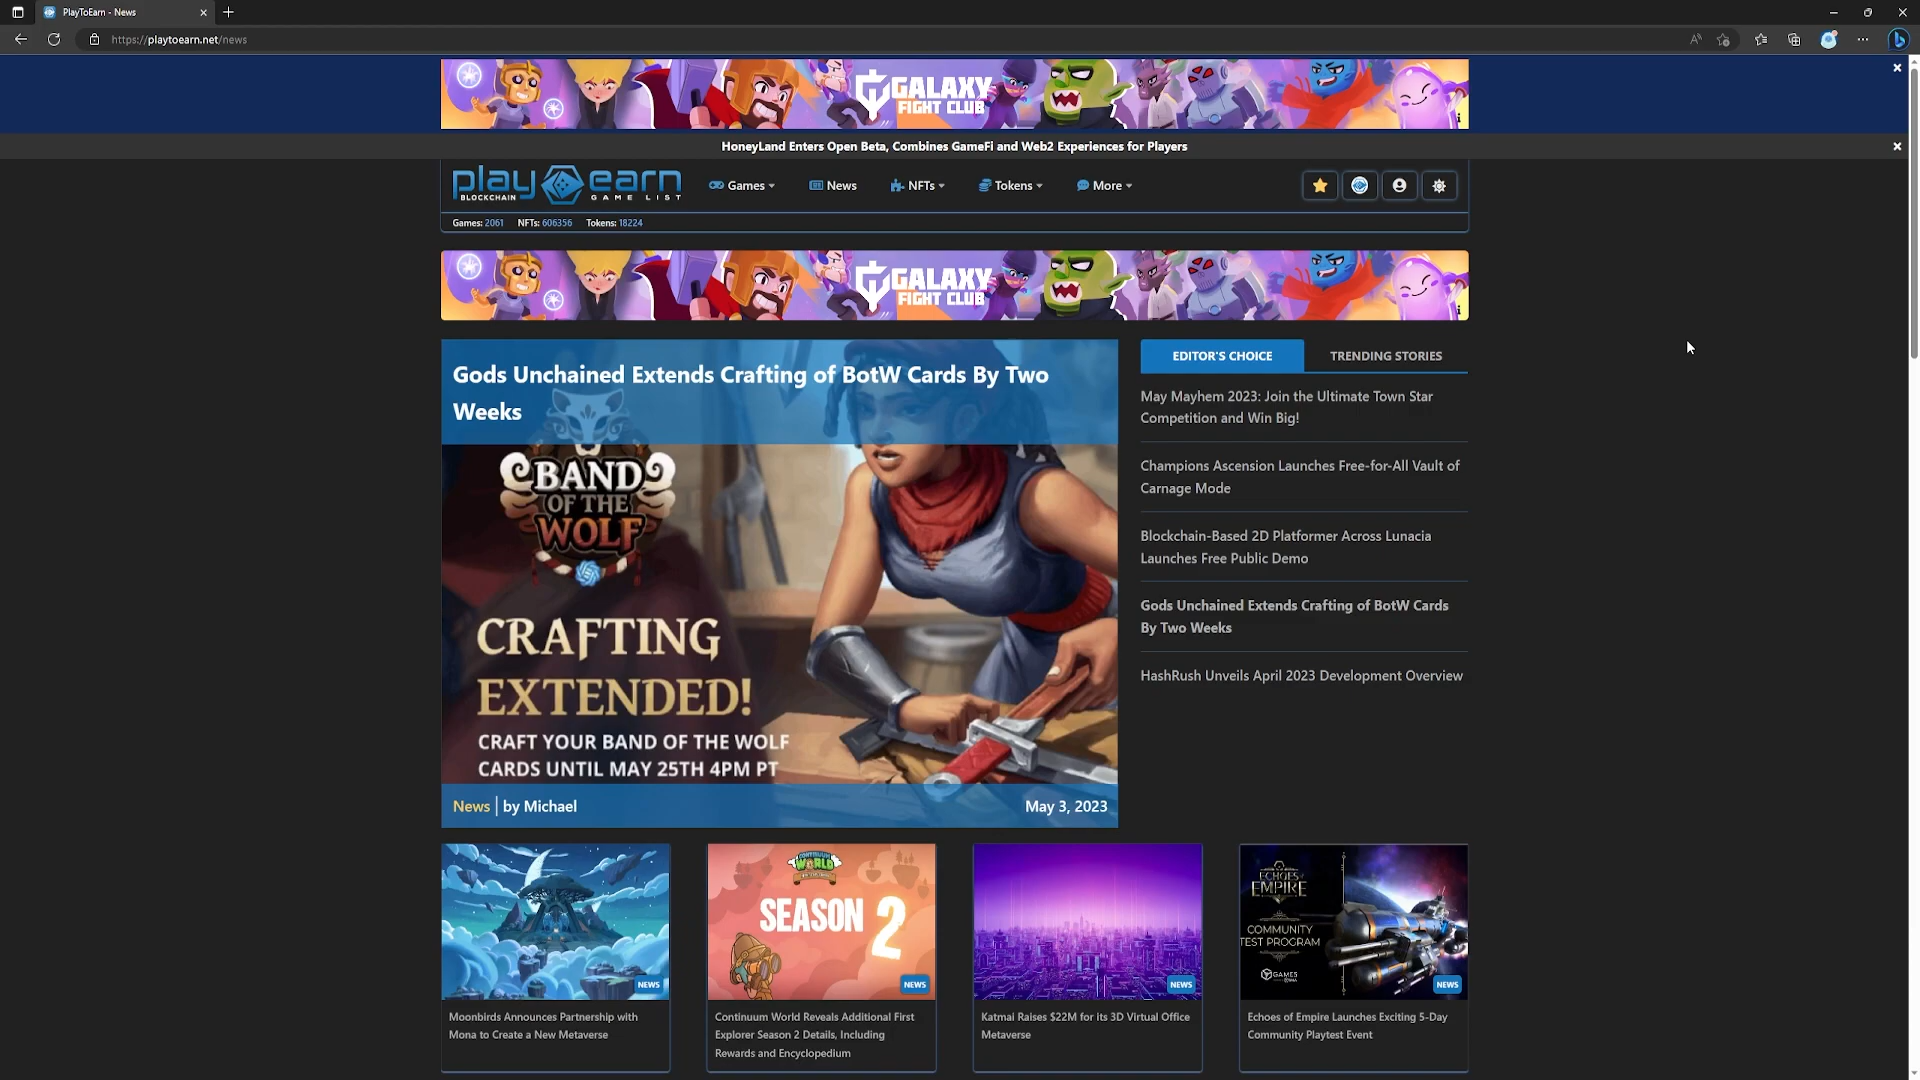 PlayToEarn - News
https://playtoearn.net/news
GALAXY
FIGHT CLUB
HoneyLand Enters Open Beta, Combines GameFi and Web2 Experiences for Players
play earn
BLOCKCHAIN GAME LIST
Games
News
NFTs
Tokens
More
Games: 2061 NFTs: 606356 Tokens: 18224
GALAXY
FIGHT CLUB
Gods Unchained Extends Crafting of BotW Cards By Two
Weeks
BAND
OF THE
WOLF
CRAFTING
EXTENDED!
CRAFT YOUR BAND OF THE WOLF
CARDS UNTIL MAY 25TH 4PM PT
News | by Michael
May 3, 2023
EDITOR'S CHOICE
TRENDING STORIES
May Mayhem 2023: Join the Ultimate Town Star
Competition and Win Big!
Champions Ascension Launches Free-for-All Vault of
Carnage Mode
Blockchain-Based 2D Platformer Across Lunacia
Launches Free Public Demo
Gods Unchained Extends Crafting of BotW Cards
By Two Weeks
HashRush Unveils April 2023 Development Overview
NEWS
Moonbirds Announces Partnership with
Mona to Create a New Metaverse
CONTINUUM
WORLD
SEASON 2
NEWS
Continuum World Reveals Additional First
Explorer Season 2 Details, Including
Rewards and Encyclopedium
NEWS
Katmai Raises $22M for its 3D Virtual Office
Metaverse
ECHOES OF
EMPIRE
COMMUNITY
TEST PROGRAM
GAMES
NEWS
Echoes of Empire Launches Exciting 5-Day
Community Playtest Event